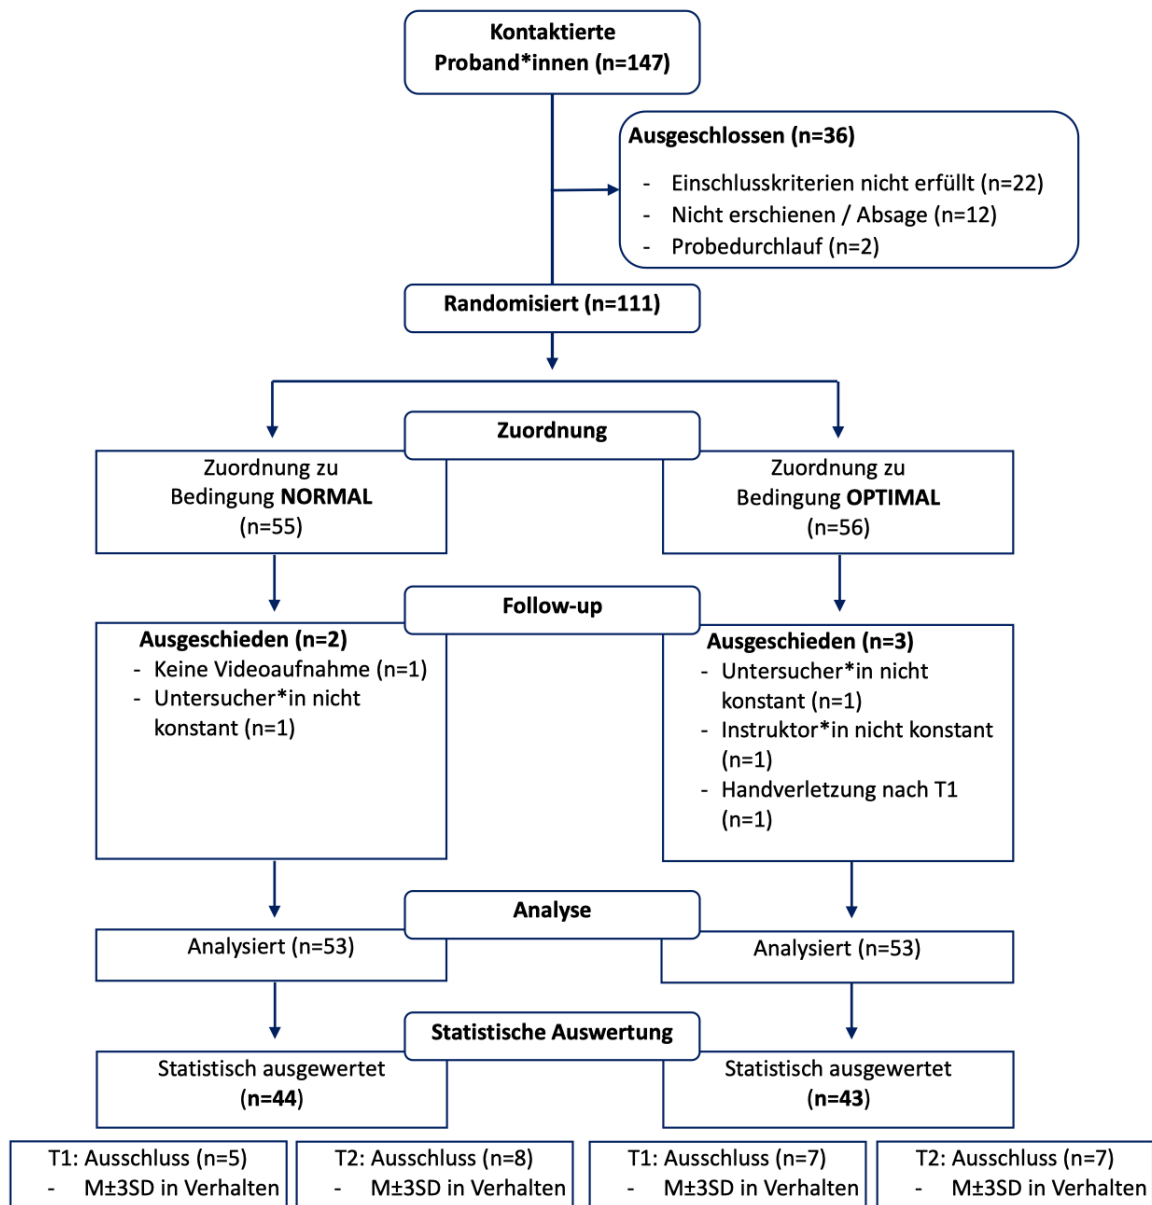 Kontaktierte
Proband*innen (n=147)
Ausgeschlossen (n=36)
- Einschlusskriterien nicht erfüllt (n=22)
- Nicht erschienen / Absage (n=12)
- Probedurchlauf (n=2)
Randomisiert (n=111)
Zuordnung
Zuordnung zu
Bedingung NORMAL
(n=55)
Zuordnung zu
Bedingung OPTIMAL
(n=56)
Follow-up
Ausgeschieden (n=2)
- Keine Videoaufnahme (n=1)
- Untersucher*in nicht
konstant (n=1)
Ausgeschieden (n=3)
- Untersucher*in nicht
konstant (n=1)
- Instruktor*in nicht konstant
(n=1)
- Handverletzung nach T1
(n=1)
Analyse
Analysiert (n=53)
Analysiert (n=53)
Statistische Auswertung
Statistisch ausgewertet
(n=44)
Statistisch ausgewertet
(n=43)
T1: Ausschluss (n=5)
- M±3SD in Verhalten
T2: Ausschluss (n=8)
- M±3SD in Verhalten
T1: Ausschluss (n=7)
- M±3SD in Verhalten
T2: Ausschluss (n=7)
- M±3SD in Verhalten